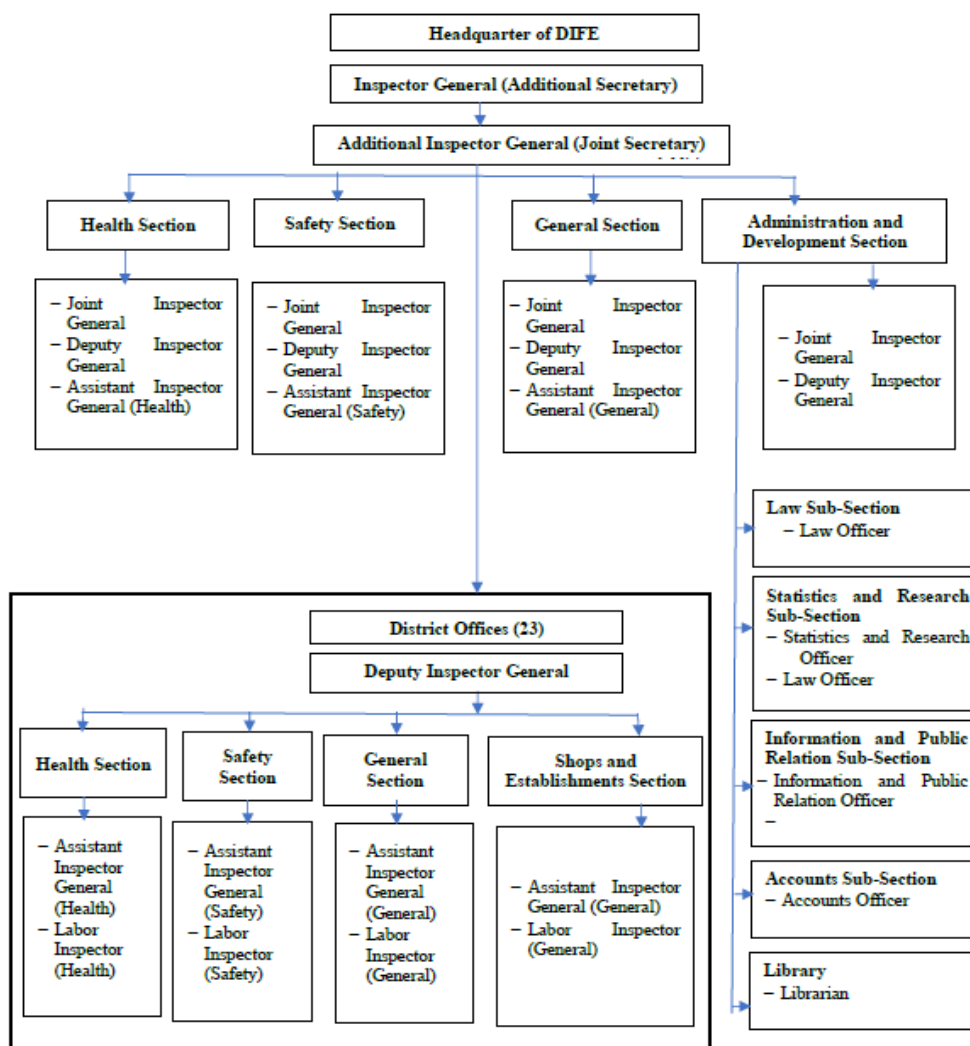 Headquarter of DIFE
Inspector General (Additional Secretary)
Additional Inspector General (Joint Secretary)
Health Section
Safety Section
General Section
Administration and
Development Section
– Joint Inspector
General
– Deputy Inspector
General
– Assistant Inspector
General (Health)
– Joint Inspector
General
– Deputy Inspector
General
– Assistant Inspector
General (Safety)
– Joint Inspector
General
– Deputy Inspector
General
– Assistant Inspector
General (General)
– Joint Inspector
General
– Deputy Inspector
General
Law Sub-Section
– Law Officer
Statistics and Research
Sub-Section
– Statistics and Research
Officer
– Law Officer
Information and Public
Relation Sub-Section
– Information and Public
Relation Officer
–
Accounts Sub-Section
– Accounts Officer
Library
– Librarian
District Offices (23)
Deputy Inspector General
Health Section
Safety
Section
General
Section
Shops and
Establishments Section
– Assistant
Inspector
General
(Health)
– Labor
Inspector
(Health)
– Assistant
Inspector
General
(Safety)
– Labor
Inspector
(Safety)
– Assistant
Inspector
General
(General)
– Labor
Inspector
(General)
– Assistant Inspector
General (General)
– Labor Inspector
(General)